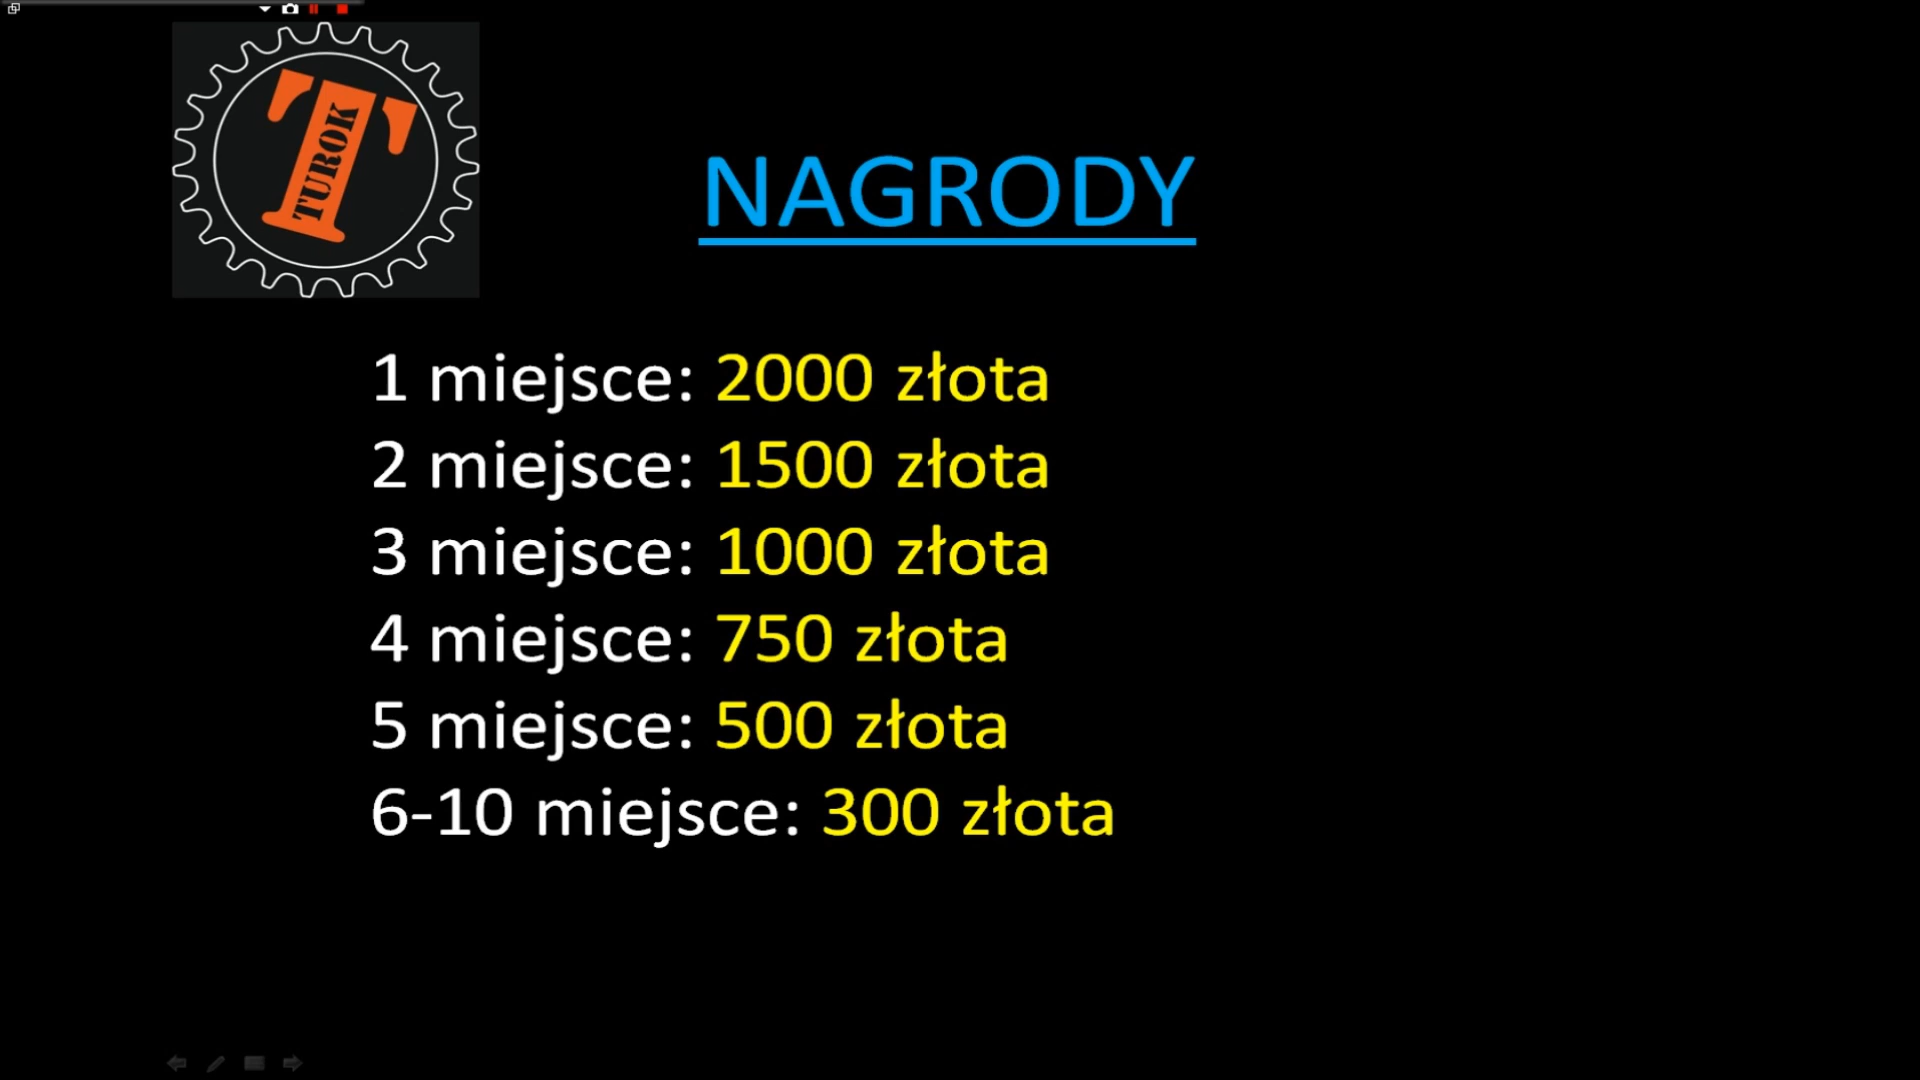 TUROK
NAGRODY
1 miejsce: 2000 złota
2 miejsce: 1500 złota
3 miejsce: 1000 złota
4 miejsce: 750 złota
5 miejsce: 500 złota
6-10 miejsce: 300 złota